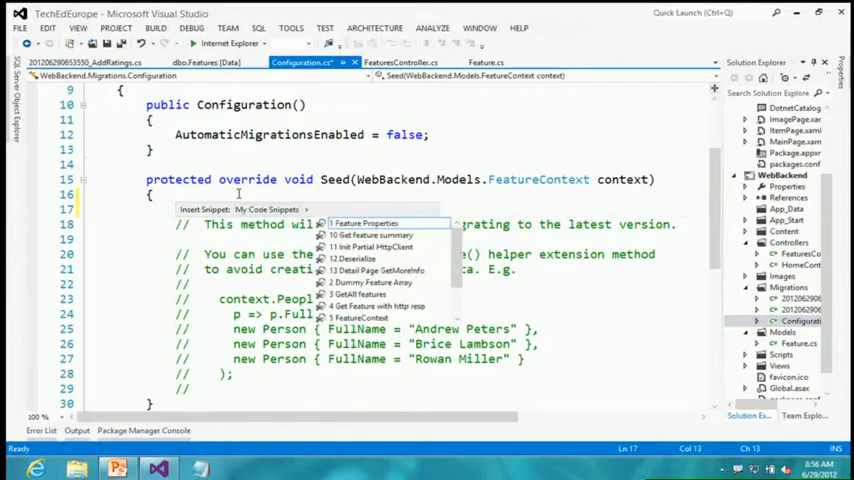 TechEdEurope - Microsoft Visual Studio
Quick Launch (Ctrl+Q)
FILE EDIT VIEW PROJECT BUILD DEBUG TEAM SQL TOOLS TEST ARCHITECTURE ANALYZE WINDOW HELP
Internet Explorer
201206290653550_AddRatings.cs dbo.Features [Data] Configuration.cs* FeaturesController.cs Feature.cs
Solution Explorer
WebBackend.Migrations.Configuration
Seed(WebBackend.Models.FeatureContext context)
SQL Server Object Explorer
Properties
Search Solution Explorer
9 {
10 public Configuration()
11 {
12 AutomaticMigrationsEnabled = false;
13 }
14
15 protected override void Seed(WebBackend.Models.FeatureContext context)
16 {
17
Insert Snippet: My Code Snippets >
18 // This method wil
grating to the latest version.
19
20 // You can use the
e() helper extension method
21 // to avoid creati
ata. E.g.
22 //
23 // context.Peopl
24 // p => p.Full
25 // new Person { FullName = "Andrew Peters" },
26 // new Person { FullName = "Brice Lambson" },
27 // new Person { FullName = "Rowan Miller" }
28 // );
29 //
30 }
1 Feature Properties
10 Get feature summary
11 Init Partial HttpClient
12 Deserialize
13 Detail Page GetMoreInfo
2 Dummy Feature Array
3 GetAll features
4 Get Feature with http resp
5 FeatureContext
DotnetCatalog
ImagePage.xam
ItemPage.xaml
packages.confi
WebBackend
Properties
References
App_Data
App_Start
Content
Controllers
FeaturesCo
HomeCont
Images
Migrations
2012062906
2012062906
Configurati
Models
Feature.cs
Scripts
Views
favicon.ico
Global.asax
packages.confi
100 %
Solution Ex... Team Explo...
Error List Output Package Manager Console
Ready
Ln 17 Col 13 Ch 13 INS
8:56 AM
6/29/2012